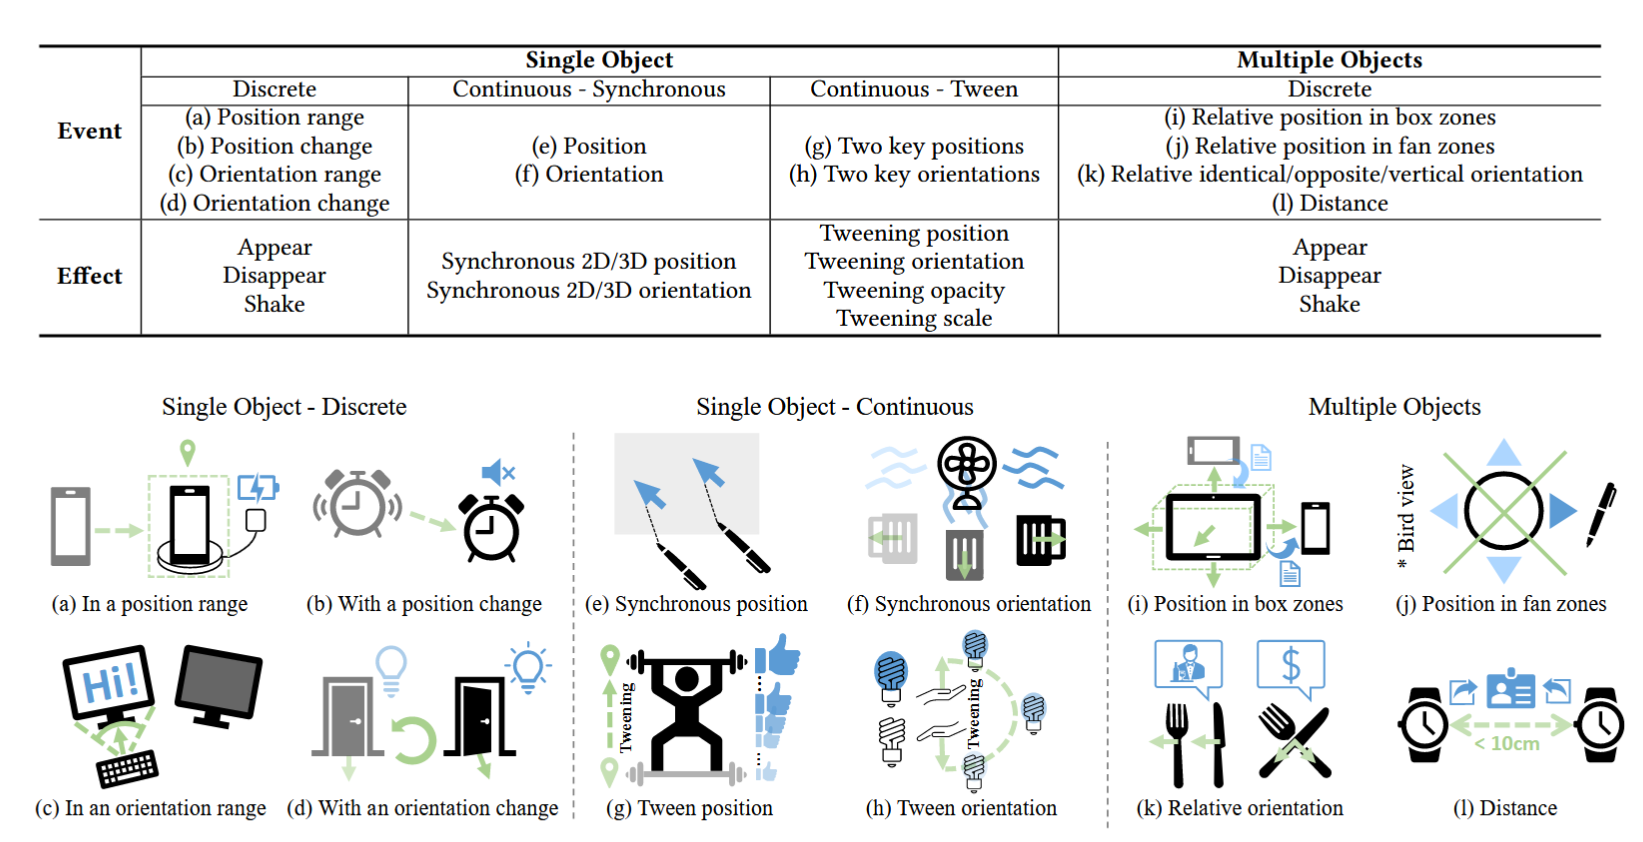 Single Object
Multiple Objects
Discrete
Continuous - Synchronous
Continuous - Tween
Discrete
Event
(a) Position range
(b) Position change
(c) Orientation range
(d) Orientation change
(e) Position
(f) Orientation
(g) Two key positions
(h) Two key orientations
(i) Relative position in box zones
(j) Relative position in fan zones
(k) Relative identical/opposite/vertical orientation
(l) Distance
Effect
Appear
Disappear
Shake
Synchronous 2D/3D position
Synchronous 2D/3D orientation
Tweening position
Tweening orientation
Tweening opacity
Tweening scale
Appear
Disappear
Shake
Single Object - Discrete
Single Object - Continuous
Multiple Objects
* Bird view
(a) In a position range
(b) With a position change
(e) Synchronous position
(f) Synchronous orientation
(i) Position in box zones
(j) Position in fan zones
Hi!
Tweening
Tweening
$
< 10cm
(c) In an orientation range
(d) With an orientation change
(g) Tween position
(h) Tween orientation
(k) Relative orientation
(l) Distance